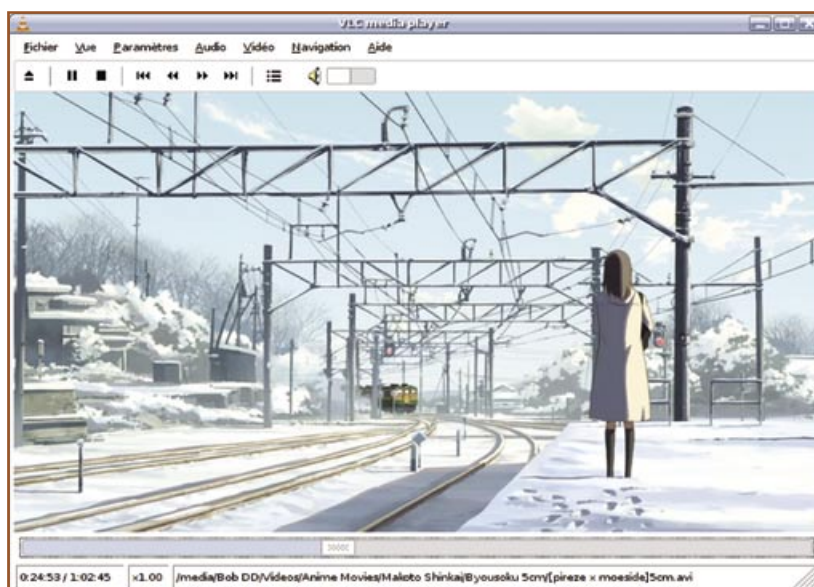 VLC media player
Fichier Vue Paramètres Audio Vidéo Navigation Aide
0:24:53 / 1:02:45 x1.00 /media/Bob DD/Videos/Anime Movies/Makoto Shinkai/Byousoku 5cm/[pireze x moeside]5cm.avi